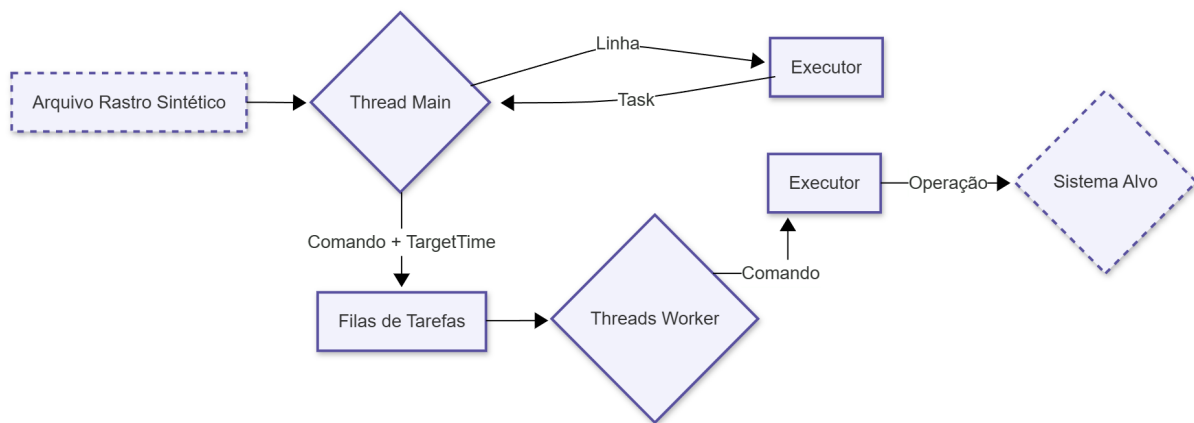 Linha
Executor
Arquivo Rastro Sintético
Thread Main
Task
Executor
Operação
Sistema Alvo
Comando + TargetTime
Comando
Filas de Tarefas
Threads Worker